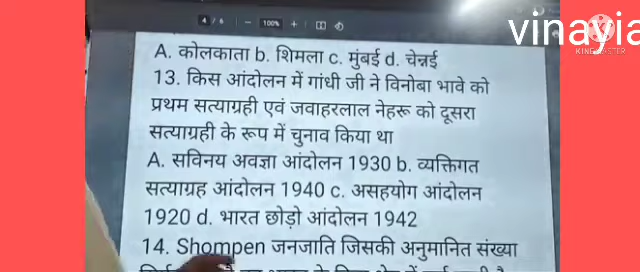 4 / 6
100%
vinayia
KINEMASTER
A. कोलकाता b. शिमला c. मुंबई d. चेन्नई
13. किस आंदोलन में गांधी जी ने विनोबा भावे को
प्रथम सत्याग्रही एवं जवाहरलाल नेहरू को दूसरा
सत्याग्रही के रूप में चुनाव किया था
A. सविनय अवज्ञा आंदोलन 1930 b. व्यक्तिगत
सत्याग्रह आंदोलन 1940 c. असहयोग आंदोलन
1920 d. भारत छोड़ो आंदोलन 1942
14. Shompen जनजाति जिसकी अनुमानित संख्या